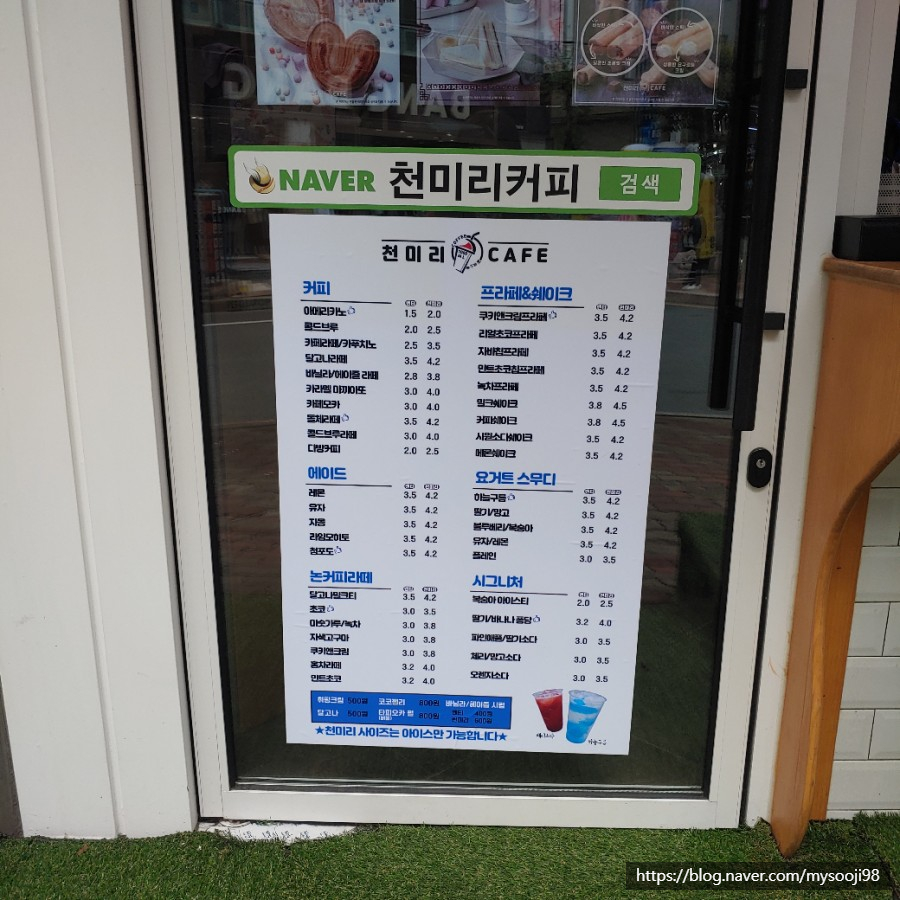 CAFE
천미리 CAFE
BANG
NAVER 천미리커피 검색
천미리 CAFE
커피
아메리카노 1.5 2.0
콜드브루 2.0 2.5
카페라떼/카푸치노 2.5 3.5
달고나라떼 3.5 4.2
바닐라/헤이즐 라떼 2.8 3.8
카라멜 마끼아또 3.0 4.0
카페모카 3.0 4.0
돌체라떼 3.5 4.2
콜드브루라떼 3.0 4.0
다방커피 2.0 2.5
에이드
레몬 3.5 4.2
유자 3.5 4.2
자몽 3.5 4.2
라임모히토 3.5 4.2
청포도 3.5 4.2
논커피라떼
달고나밀크티 3.5 4.2
초코 3.0 3.5
미숫가루/녹차 3.0 3.8
자색고구마 3.0 3.8
쿠키앤크림 3.0 3.8
홍차라떼 3.2 4.0
민트초코 3.2 4.0
프라페&쉐이크
쿠키앤크림프라페 3.5 4.2
리얼초코프라페 3.5 4.2
자바칩프라페 3.5 4.2
민트초코칩프라페 3.5 4.2
녹차프라페 3.5 4.2
밀크쉐이크 3.8 4.5
커피쉐이크 3.8 4.5
시원소다쉐이크 3.5 4.2
메론쉐이크 3.5 4.2
요거트 스무디
하늘구름 3.5 4.2
딸기/망고 3.5 4.2
블루베리/복숭아 3.5 4.2
유자/레몬 3.5 4.2
플레인 3.0 3.5
시그니처
복숭아 아이스티 2.0 2.5
딸기/바나나 퐁당 3.2 4.0
파인애플/딸기소다 3.0 3.5
체리/망고소다 3.0 3.5
오렌지소다 3.0 3.5
휘핑크림 500원 코코젤리 800원 바닐라/헤이즐 시럽
달고나 500원 타피오카 펄 800원
★천미리 사이즈는 아이스만 가능합니다★
https://blog.naver.com/mysooji98